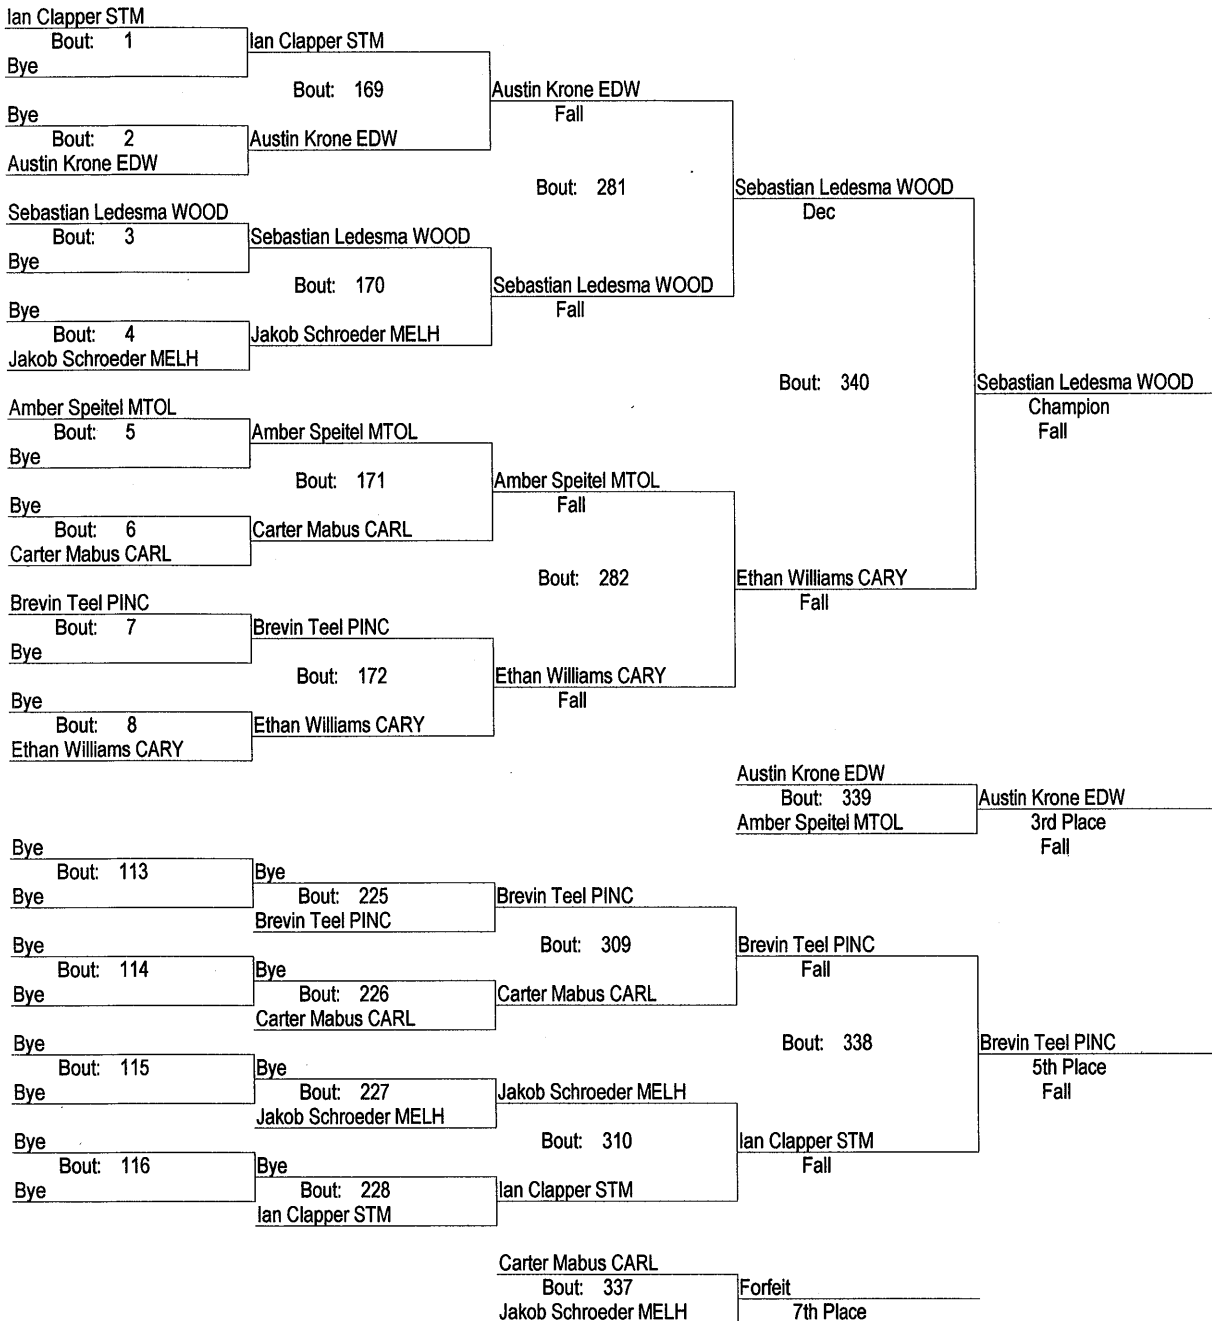 Ian Clapper STM
Bout: 1
Bye
Ian Clapper STM
Bout: 169
Bye
Bout: 2
Austin Krone EDW
Austin Krone EDW
Austin Krone EDW
Fall
Bout: 281
Sebastian Ledesma WOOD
Bout: 3
Bye
Sebastian Ledesma WOOD
Bout: 170
Bye
Bout: 4
Jakob Schroeder MELH
Jakob Schroeder MELH
Sebastian Ledesma WOOD
Fall
Sebastian Ledesma WOOD
Dec
Bout: 340
Amber Speitel MTOL
Bout: 5
Bye
Amber Speitel MTOL
Bout: 171
Bye
Bout: 6
Carter Mabus CARL
Carter Mabus CARL
Amber Speitel MTOL
Fall
Bout: 282
Brevin Teel PINC
Bout: 7
Bye
Brevin Teel PINC
Bout: 172
Bye
Bout: 8
Ethan Williams CARY
Ethan Williams CARY
Ethan Williams CARY
Fall
Ethan Williams CARY
Fall
Sebastian Ledesma WOOD
Champion
Fall
Austin Krone EDW
Bout: 339
Amber Speitel MTOL
Austin Krone EDW
3rd Place
Fall
Bye
Bout: 113
Bye
Bye
Bout: 225
Brevin Teel PINC
Brevin Teel PINC
Bout: 309
Bye
Bout: 114
Bye
Bye
Bout: 226
Carter Mabus CARL
Carter Mabus CARL
Brevin Teel PINC
Fall
Bout: 338
Bye
Bout: 115
Bye
Bye
Bout: 227
Jakob Schroeder MELH
Jakob Schroeder MELH
Bout: 310
Bye
Bout: 116
Bye
Bye
Bout: 228
Ian Clapper STM
Ian Clapper STM
Ian Clapper STM
Fall
Brevin Teel PINC
5th Place
Fall
Carter Mabus CARL
Bout: 337
Jakob Schroeder MELH
Forfeit
7th Place